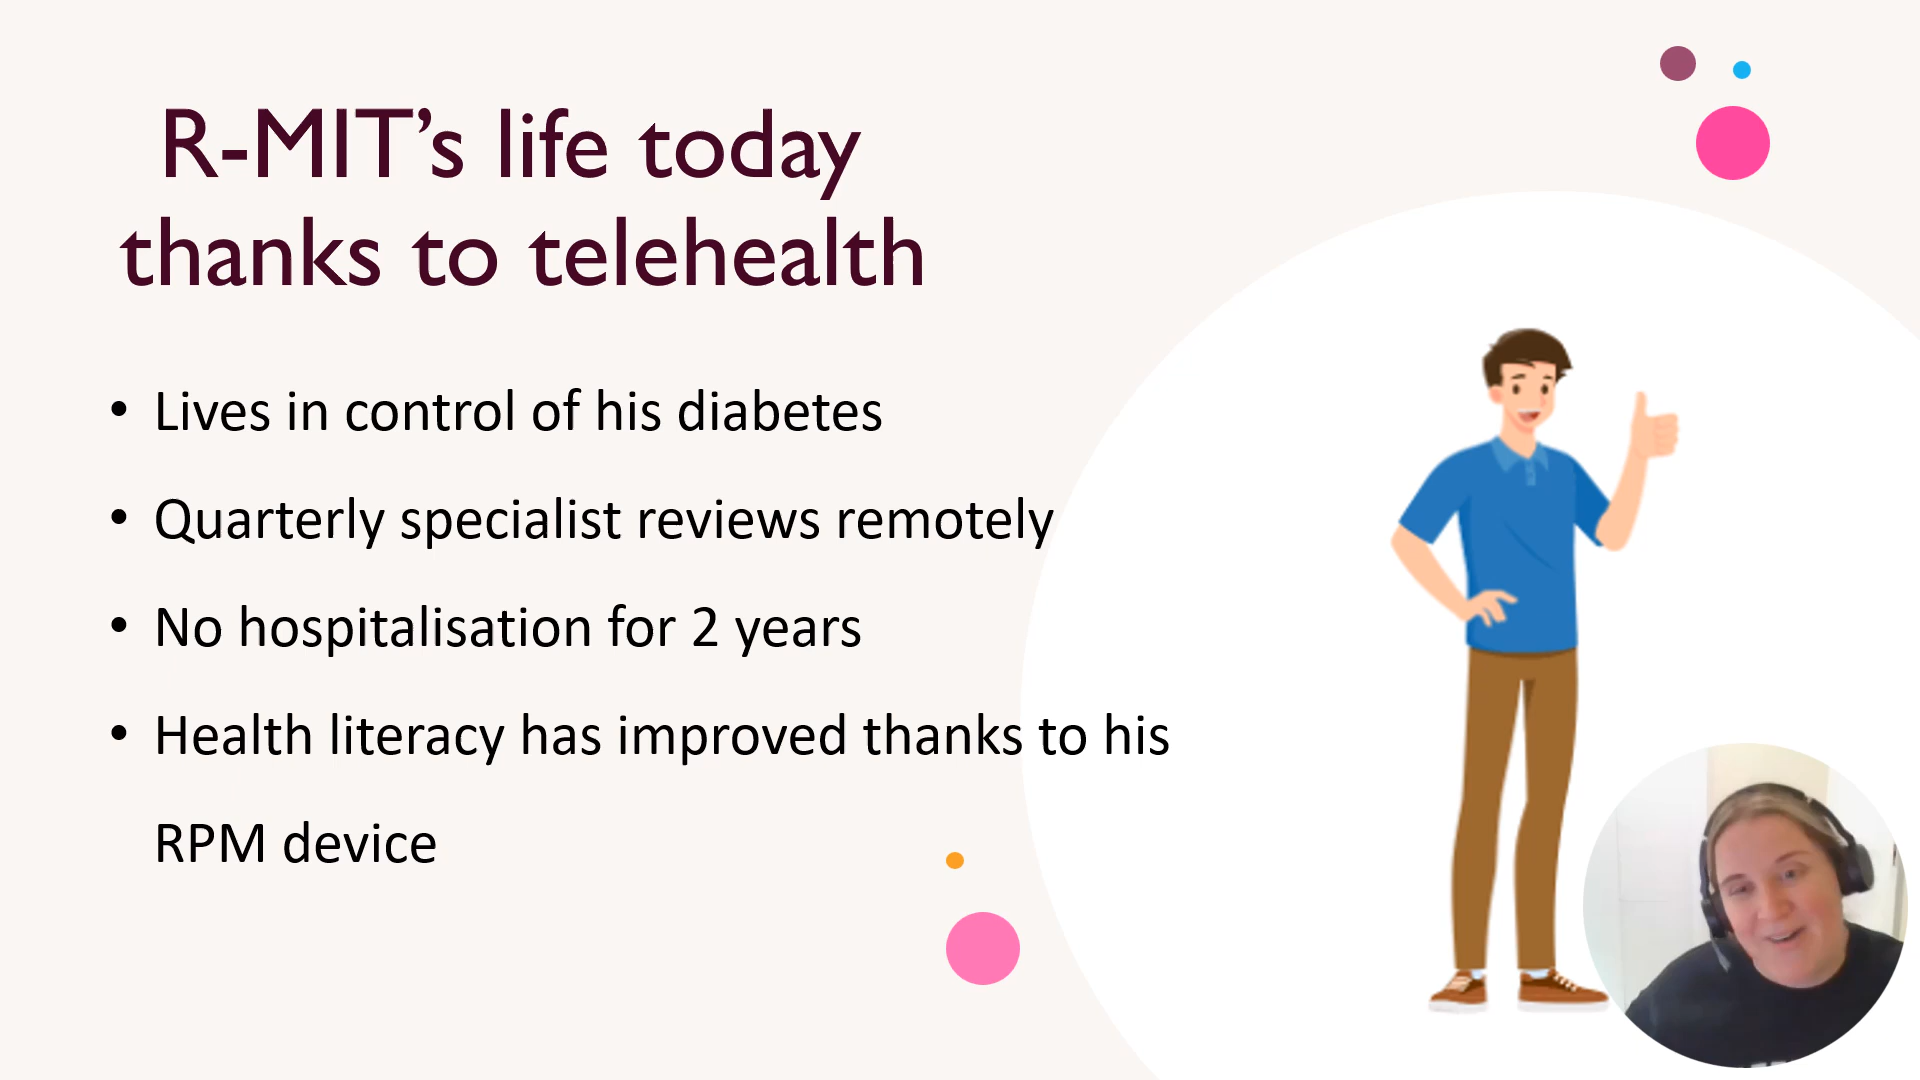 R-MIT’s life today
thanks to telehealth
• Lives in control of his diabetes
• Quarterly specialist reviews remotely
• No hospitalisation for 2 years
• Health literacy has improved thanks to his
RPM device